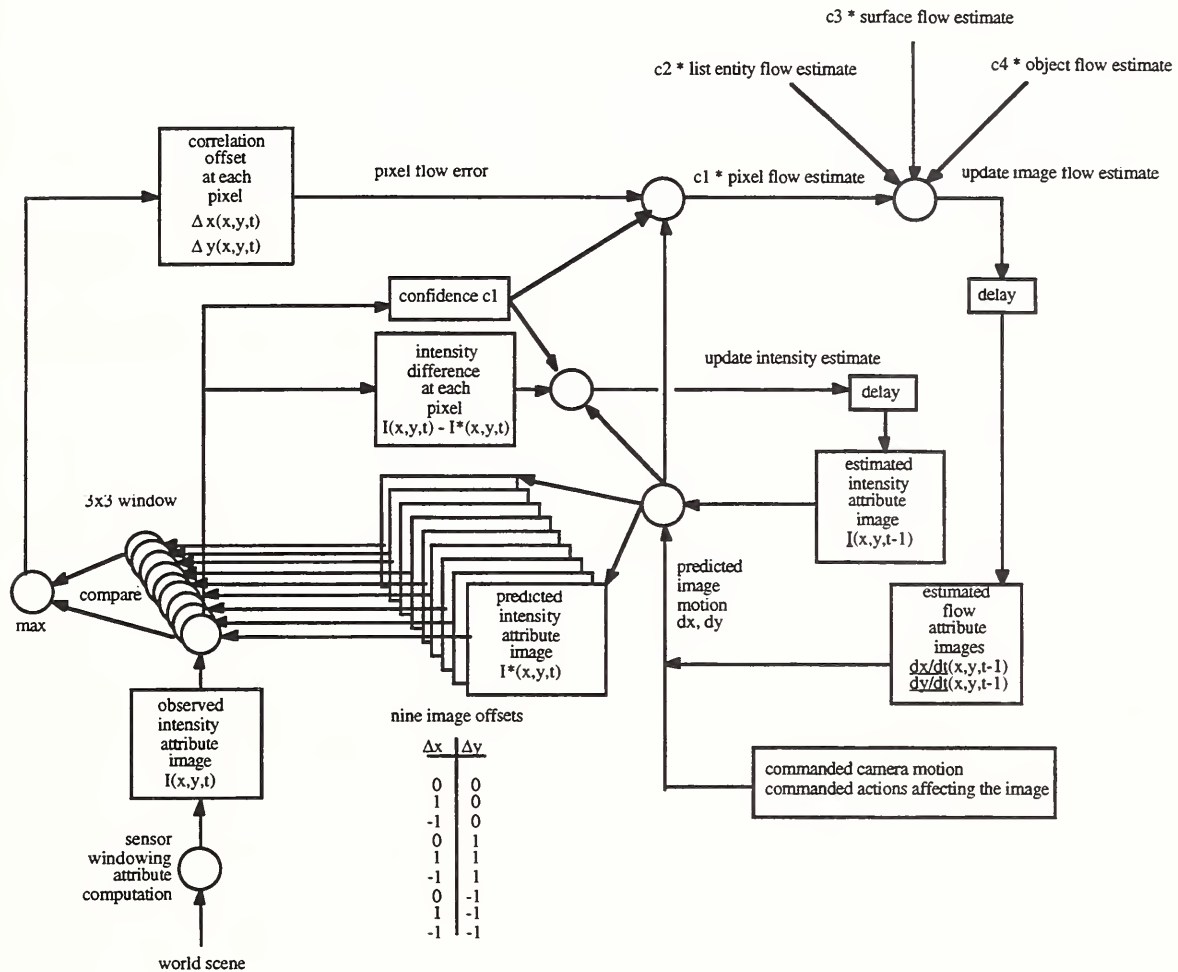 c3 * surface flow estimate
c2 * list entity flow estimate
c4 * object flow estimate
correlation
offset
at each
pixel
Δ x(x,y,t)
Δ y(x,y,t)
pixel flow error
c1 * pixel flow estimate
update image flow estimate
confidence c1
delay
intensity
difference
at each
pixel
I(x,y,t) - I*(x,y,t)
update intensity estimate
delay
estimated
intensity
attribute
image
I(x,y,t-1)
3x3 window
compare
max
predicted
intensity
attribute
image
I*(x,y,t)
predicted
image
motion
dx, dy
estimated
flow
attribute
images
dx/dt(x,y,t-1)
dy/dt(x,y,t-1)
observed
intensity
attribute
image
I(x,y,t)
nine image offsets
Δx Δy
0 0
1 0
-1 0
0 1
1 1
-1 1
0 -1
1 -1
-1 -1
commanded camera motion
commanded actions affecting the image
sensor
windowing
attribute
computation
world scene